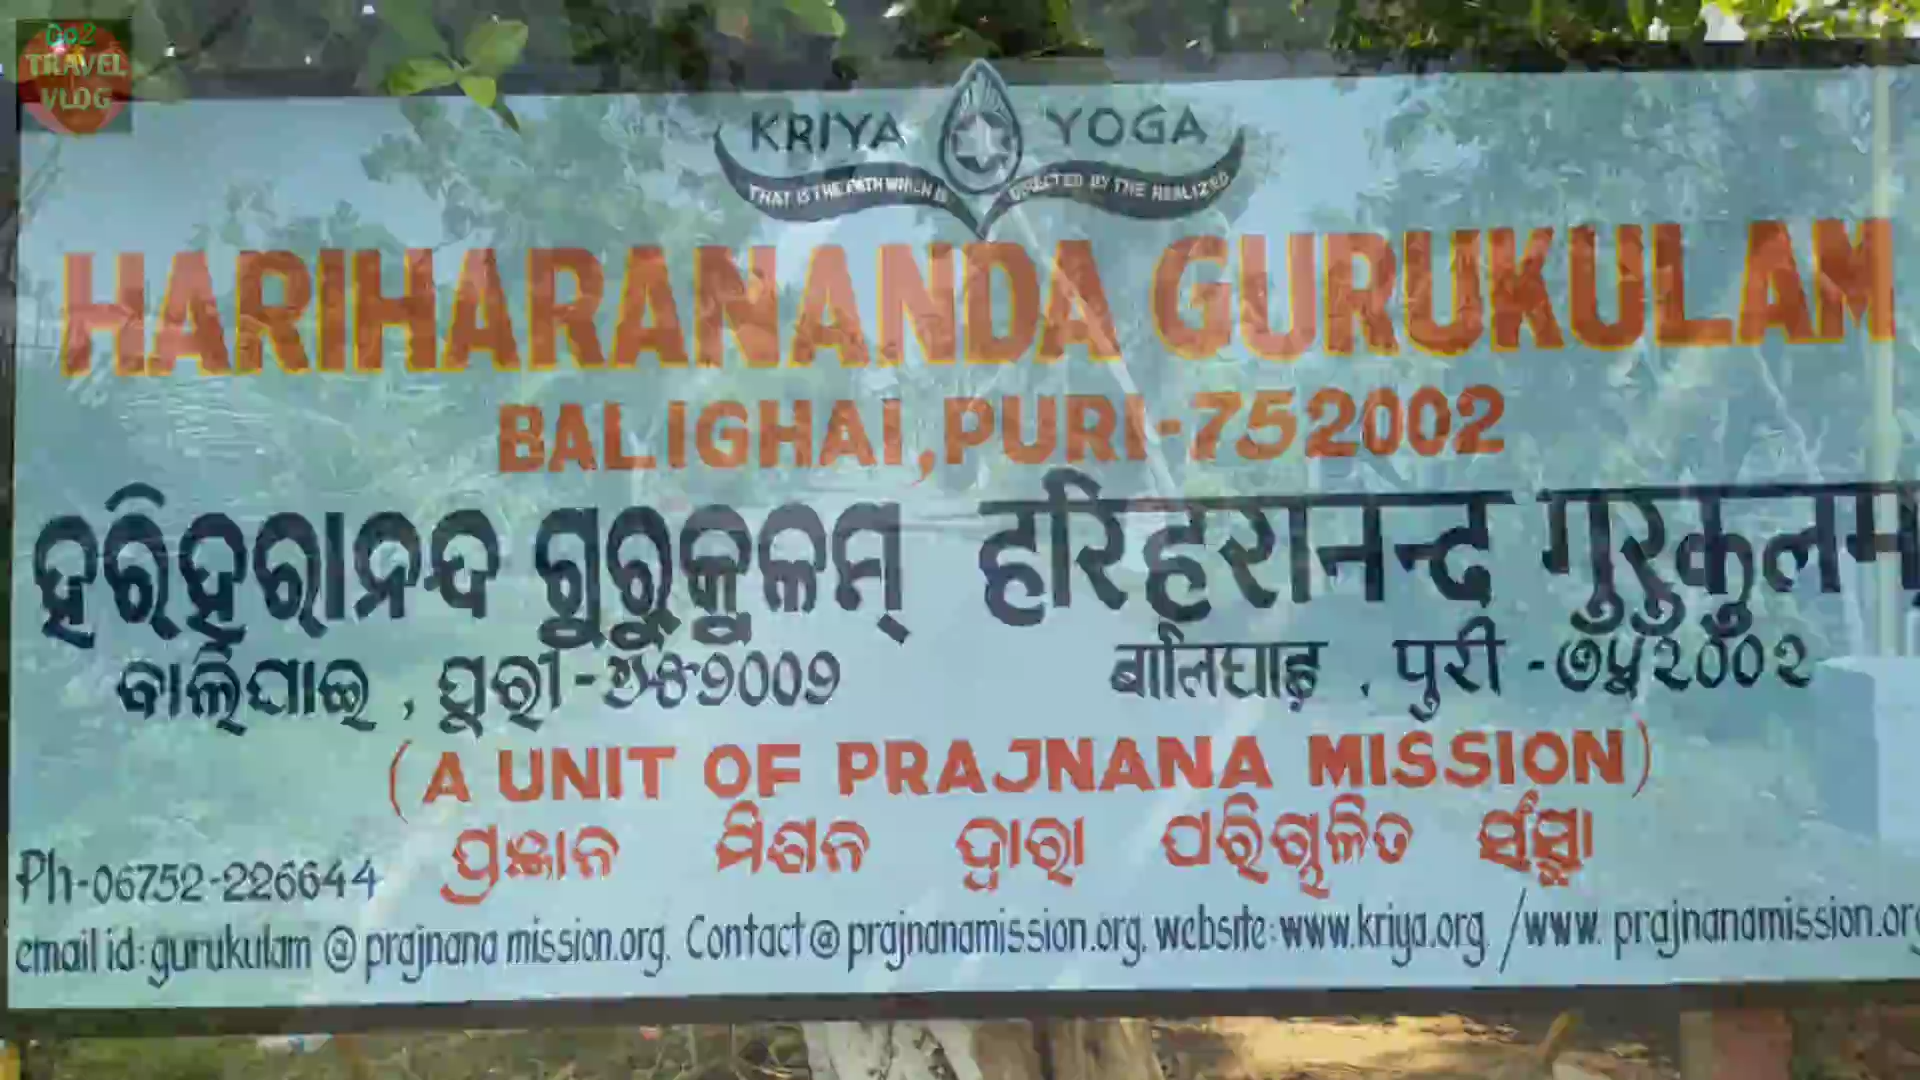 Go2
TRAVEL
VLOG
KRIYA YOGA
THAT IS THE PATH WHICH IS DIRECTED BY THE REALIZED
HARIHARANANDA GURUKULAM
BALIGHAI, PURI-752002
ହରିହରାନନ୍ଦ ଗୁରୁକୁଳମ୍ हरिहरानन्द गुरुकुलम्
ବାଲିଘାଇ, ପୁରୀ-୭୫୨୦୦୨ बालिघाइ, पुरी-७५२००२
(A UNIT OF PRAJNANA MISSION)
ପ୍ରଜ୍ଞାନ ମିଶନ ଦ୍ୱାରା ପରିଚାଳିତ ସଂସ୍ଥା
Ph-06752-226644
email id:gurukulam@prajnana mission.org. Contact@prajnanamission.org. website:www.kriya.org. /www. prajnanamission.org